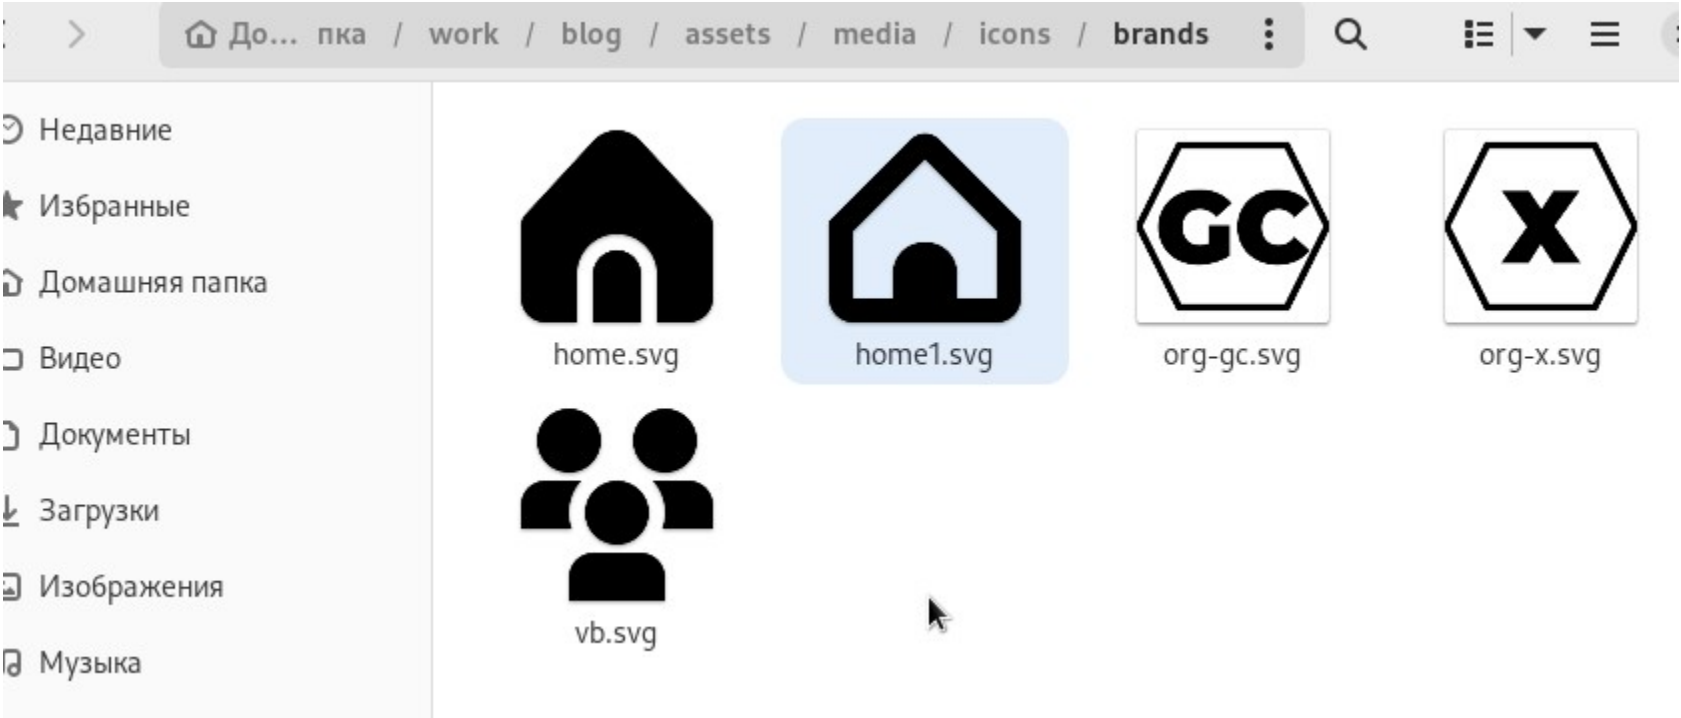 До... пка / work / blog / assets / media / icons / brands
Недавние
Избранные
Домашняя папка
Видео
Документы
Загрузки
Изображения
Музыка
GC
X
home.svg
home1.svg
org-gc.svg
org-x.svg
vb.svg